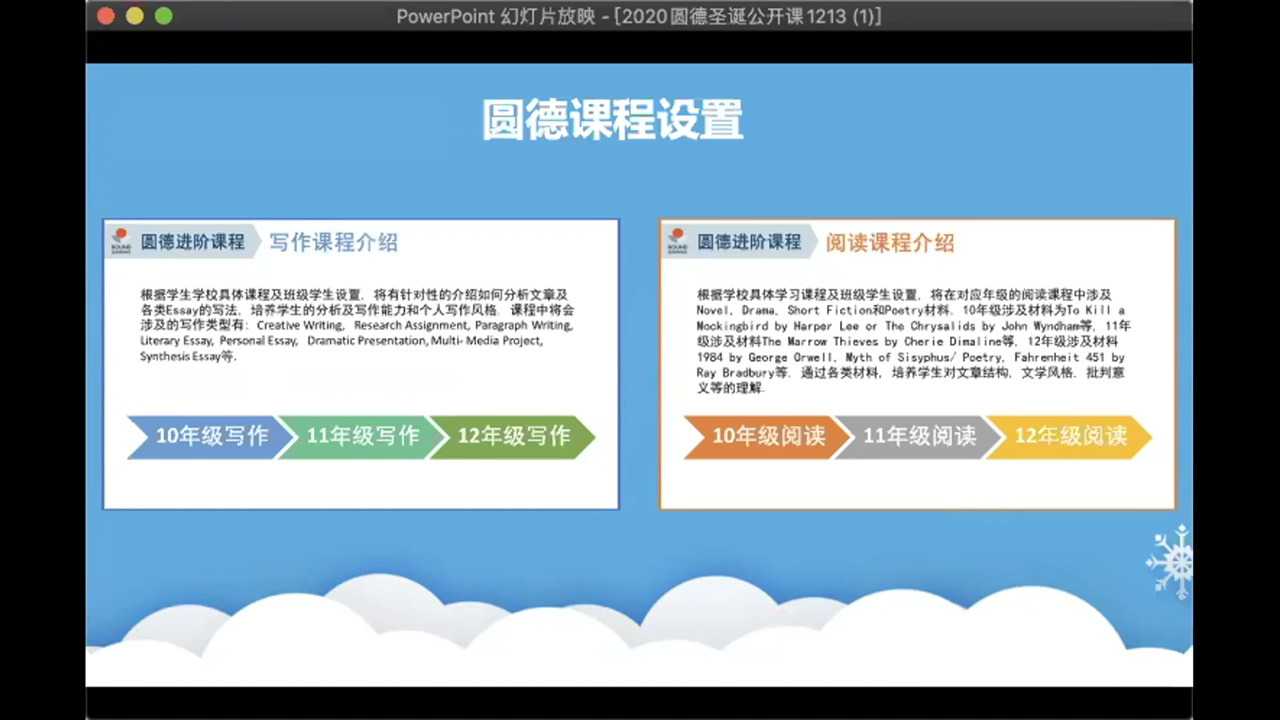 PowerPoint 幻灯片放映 - [2020圆德圣诞公开课1213 (1)]
圆德课程设置
圆德进阶课程 写作课程介绍
根据学生学校具体课程及班级学生设置，将有针对性的介绍如何分析文章及
各类Essay的写法，培养学生的分析及写作能力和个人写作风格. 课程中将会
涉及的写作类型有：Creative Writing, Research Assignment, Paragraph Writing,
Literary Essay, Personal Essay, Dramatic Presentation, Multi- Media Project,
Synthesis Essay等.
10年级写作
11年级写作
12年级写作
圆德进阶课程 阅读课程介绍
根据学校具体学习课程及班级学生设置，将在对应年级的阅读课程中涉及
Novel, Drama, Short Fiction和Poetry材料. 10年级涉及材料为To Kill a
Mockingbird by Harper Lee or The Chrysalids by John Wyndham等, 11年
级涉及材料The Marrow Thieves by Cherie Dimaline等, 12年级涉及材料
1984 by George Orwell, Myth of Sisyphus/ Poetry, Fahrenheit 451 by
Ray Bradbury等. 通过各类材料, 培养学生对文章结构, 文学风格, 批判意
义等的理解.
10年级阅读
11年级阅读
12年级阅读